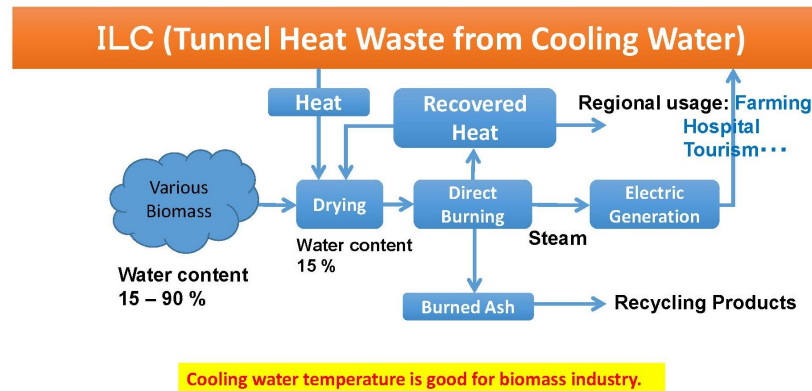 ILC (Tunnel Heat Waste from Cooling Water)
Heat
Recovered
Heat
Regional usage: Farming
Hospital
Tourism・・・
Various
Biomass
Drying
Direct
Burning
Electric
Generation
Steam
Water content
15 %
Water content
15 – 90 %
Burned Ash
Recycling Products
Cooling water temperature is good for biomass industry.